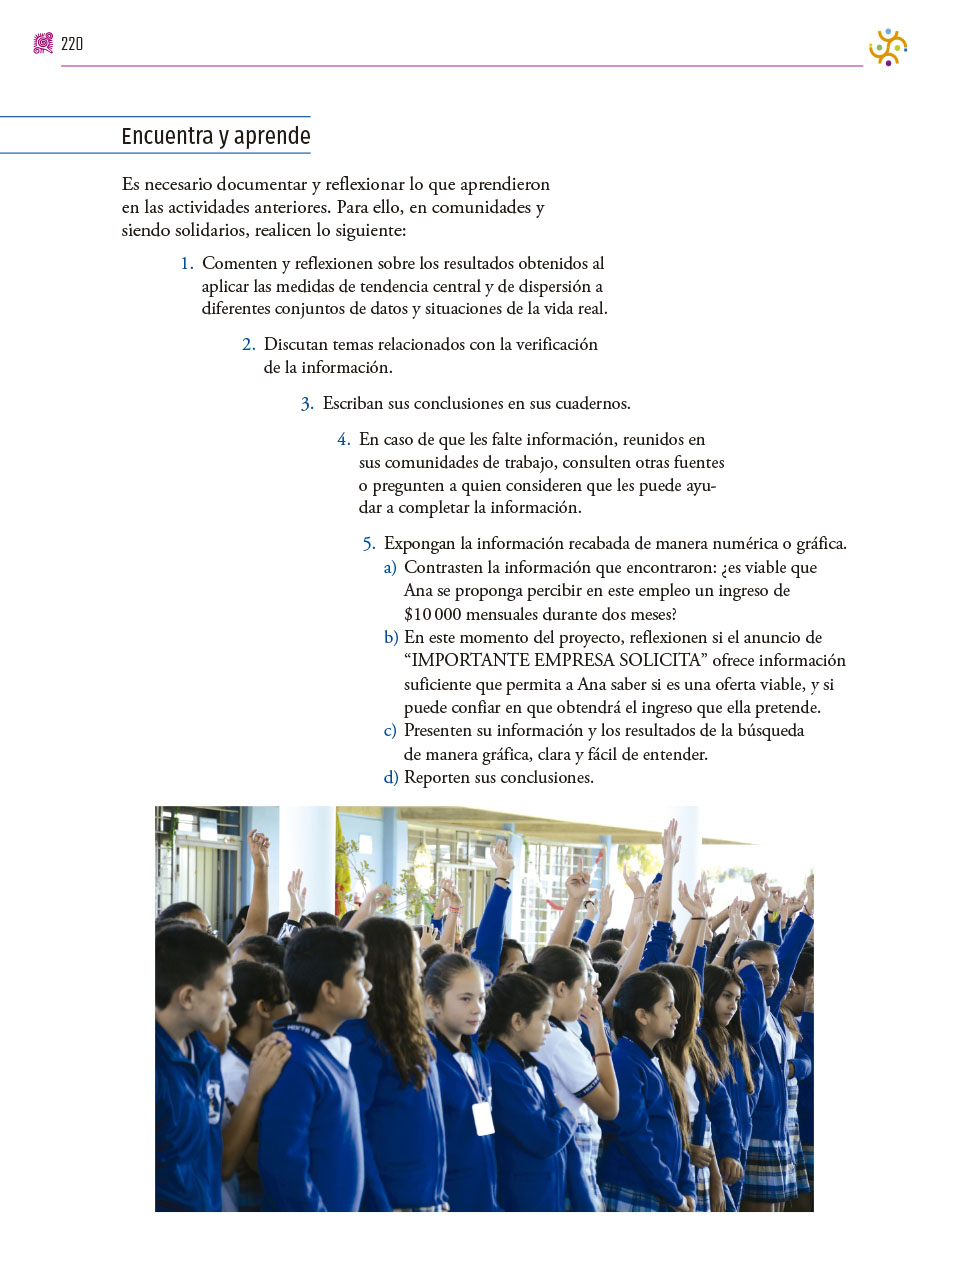 220
Encuentra y aprende
Es necesario documentar y reflexionar lo que aprendieron
en las actividades anteriores. Para ello, en comunidades y
siendo solidarios, realicen lo siguiente:
1. Comenten y reflexionen sobre los resultados obtenidos al
aplicar las medidas de tendencia central y de dispersión a
diferentes conjuntos de datos y situaciones de la vida real.
2. Discutan temas relacionados con la verificación
de la información.
3. Escriban sus conclusiones en sus cuadernos.
4. En caso de que les falte información, reunidos en
sus comunidades de trabajo, consulten otras fuentes
o pregunten a quien consideren que les puede ayu-
dar a completar la información.
5. Expongan la información recabada de manera numérica o gráfica.
a) Contrasten la información que encontraron: ¿es viable que
Ana se proponga percibir en este empleo un ingreso de
$10 000 mensuales durante dos meses?
b) En este momento del proyecto, reflexionen si el anuncio de
“IMPORTANTE EMPRESA SOLICITA” ofrece información
suficiente que permita a Ana saber si es una oferta viable, y si
puede confiar en que obtendrá el ingreso que ella pretende.
c) Presenten su información y los resultados de la búsqueda
de manera gráfica, clara y fácil de entender.
d) Reporten sus conclusiones.